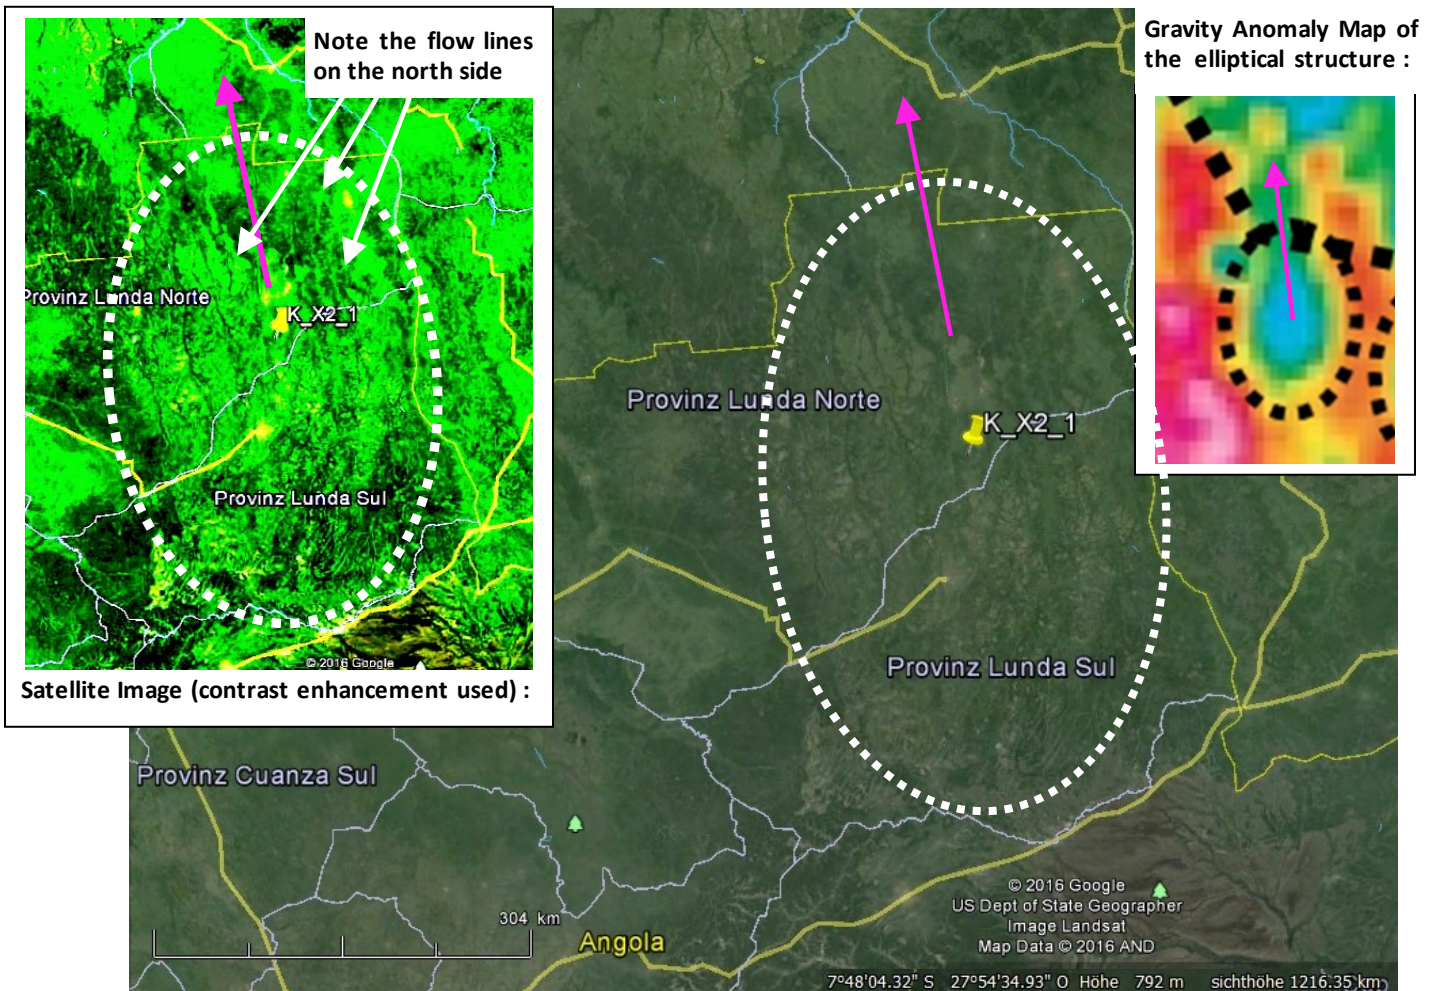 Note the flow lines
on the north side
Provinz Lunda Norte
K_X2_1
Provinz Lunda Sul
© 2016 Google
Satellite Image (contrast enhancement used) :
Gravity Anomaly Map of
the elliptical structure :
Provinz Lunda Norte
K_X2_1
Provinz Lunda Sul
Provinz Cuanza Sul
304 km
Angola
© 2016 Google
US Dept of State Geographer
Image Landsat
Map Data © 2016 AND
7°48'04.32" S 27°54'34.93" O Höhe 792 m sichthöhe 1216.35 km